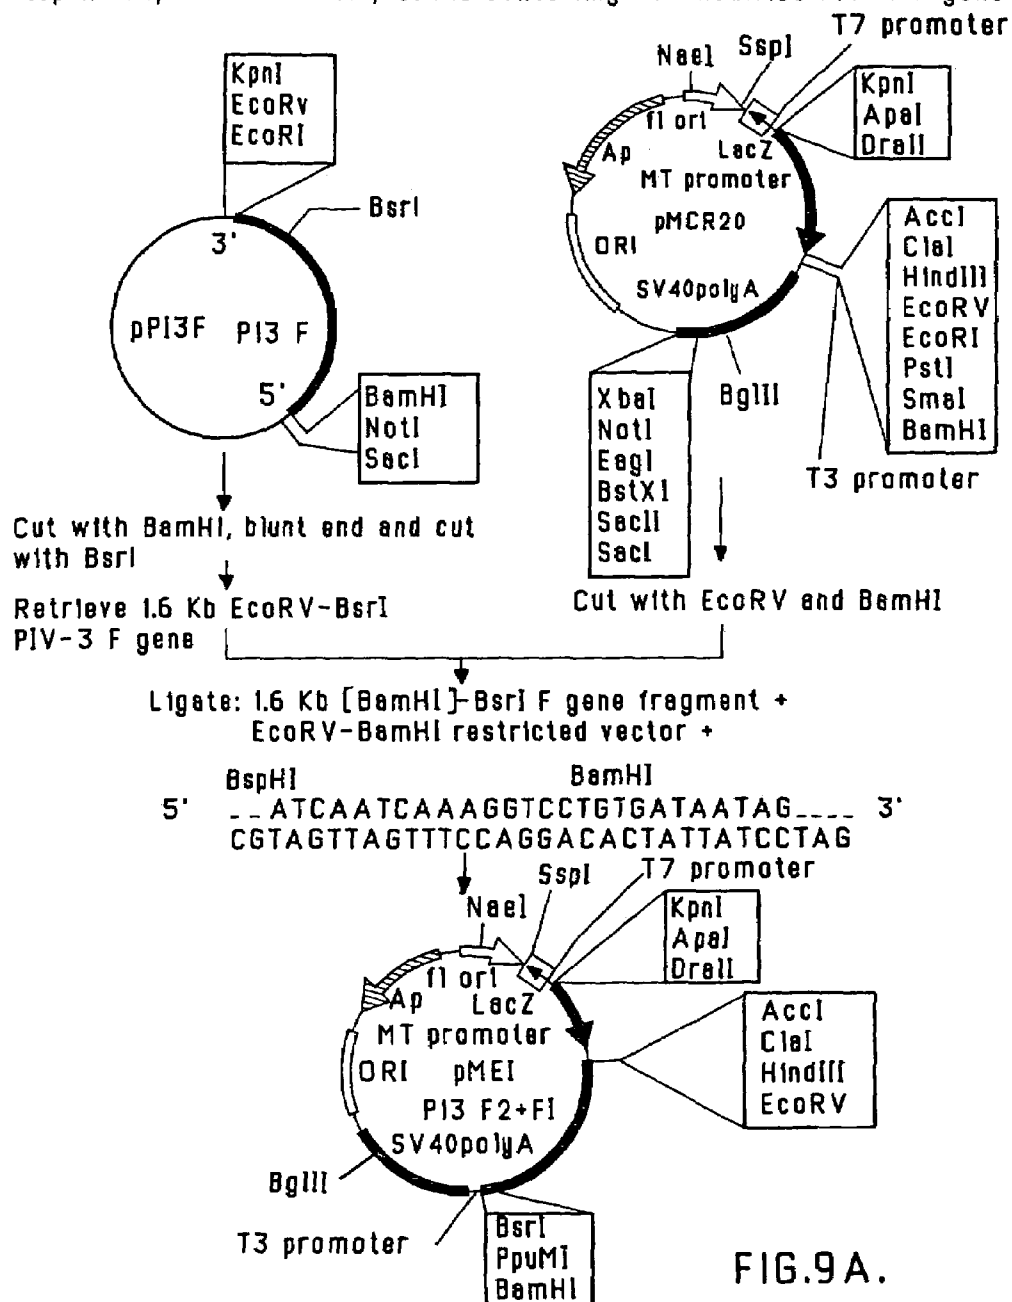 T7 promoter
NaeI
SspI
KpnI
EcoRv
EcoRI
KpnI
ApaI
DraII
f1 ori
Ap
LacZ
MT promoter
BsrI
pMCR20
3'
ORI
AccI
ClaI
HindIII
EcoRV
EcoRI
PstI
SmaI
BamHI
SV40polyA
pPI3F
PI3 F
5'
BamHI
NotI
SacI
XbaI
NotI
EagI
BstX1
SacII
SacI
BglII
T3 promoter
Cut with BamHI, blunt end and cut
with BsrI
Retrieve 1.6 Kb EcoRV-BsrI
PIV-3 F gene
Cut with EcoRV and BamHI
Ligate: 1.6 Kb [BamHI]-BsrI F gene fragment +
EcoRV-BamHI restricted vector +
BspHI
BamHI
5' --ATCAATCAAAGGTCCTGTGATAATAG---- 3'
CGTAGTTAGTTTCCAGGACACTATTATCCTAG
SspI
T7 promoter
NaeI
KpnI
ApaI
DraII
f1 ori
Ap
LacZ
MT promoter
ORI
pMEI
PI3 F2+FI
SV40polyA
AccI
ClaI
HindIII
EcoRV
BglII
T3 promoter
BsrI
PpuMI
BamHI
FIG.9A.